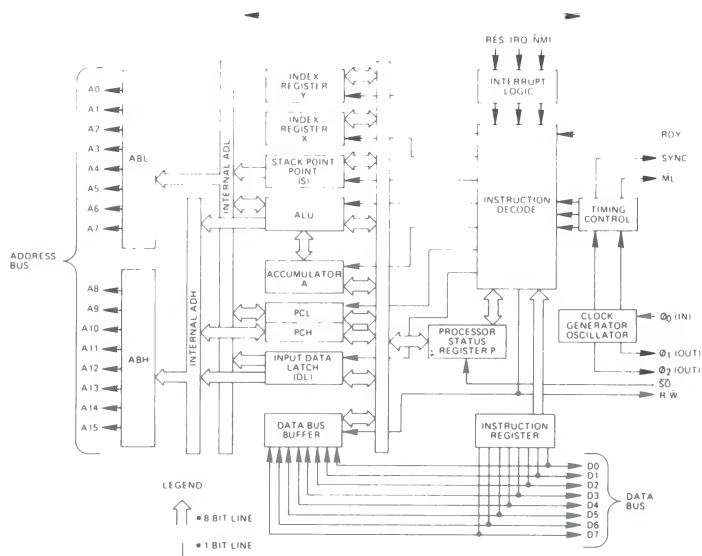 RES IRQ NMI
INTERRUPT
LOGIC
INDEX
REGISTER
Y
INDEX
REGISTER
X
STACK POINT
POINT
(S)
ALU
ACCUMULATOR
A
PCL
PCH
INPUT DATA
LATCH
(DL)
DATA BUS
BUFFER
INTERNAL ADL
INTERNAL ADH
ABL
ABH
ADDRESS
BUS
A0
A1
A2
A3
A4
A5
A6
A7
A8
A9
A10
A11
A12
A13
A14
A15
INSTRUCTION
DECODE
RDY
SYNC
ML
TIMING
CONTROL
CLOCK
GENERATOR
OSCILLATOR
Ø0 (IN)
Ø1 (OUT)
Ø2 (OUT)
SO
R W
PROCESSOR
STATUS
REGISTER P
INSTRUCTION
REGISTER
D0
D1
D2
D3
D4
D5
D6
D7
DATA
BUS
LEGEND
8 BIT LINE
1 BIT LINE